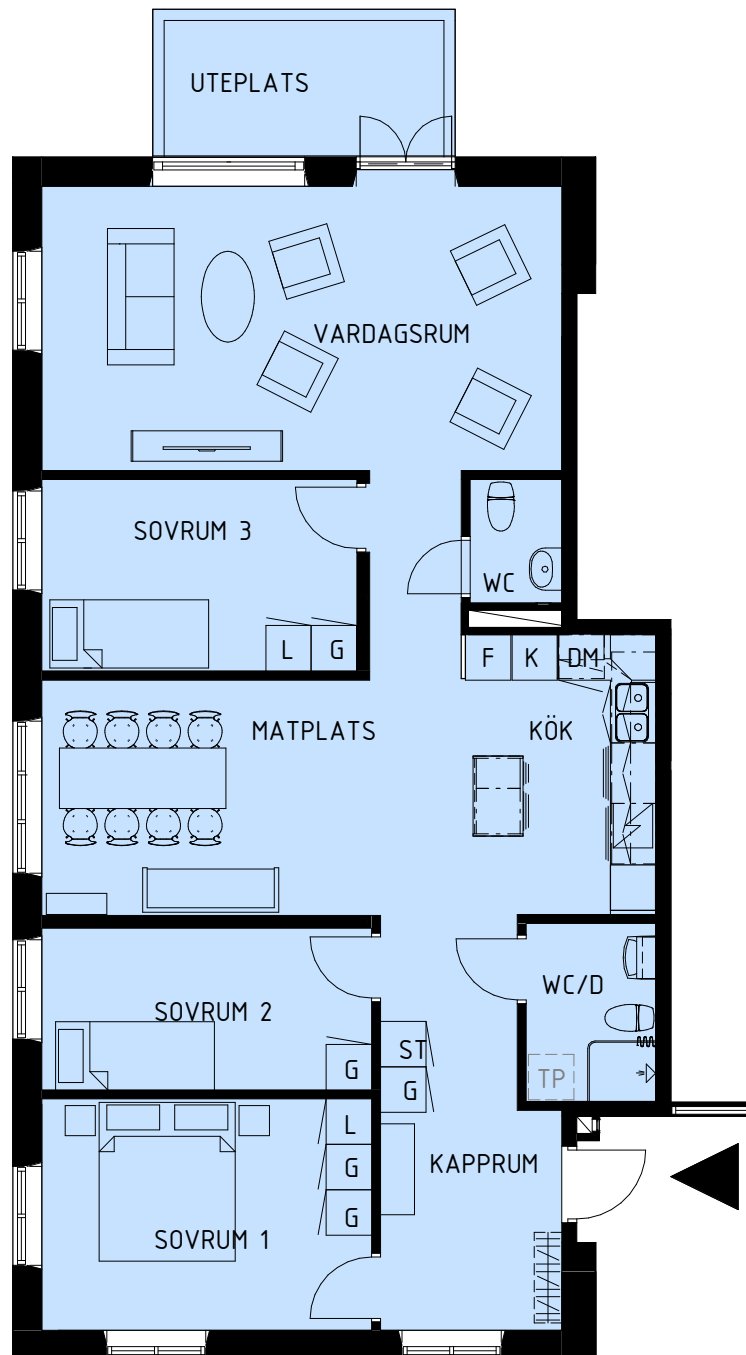 UTEPLATS
VARDAGSRUM
SOVRUM 3
WC
L G
F K DM
MATPLATS
KÖK
WC/D
SOVRUM 2
ST
G
TP
G
L
KAPPRUM
G
G
SOVRUM 1